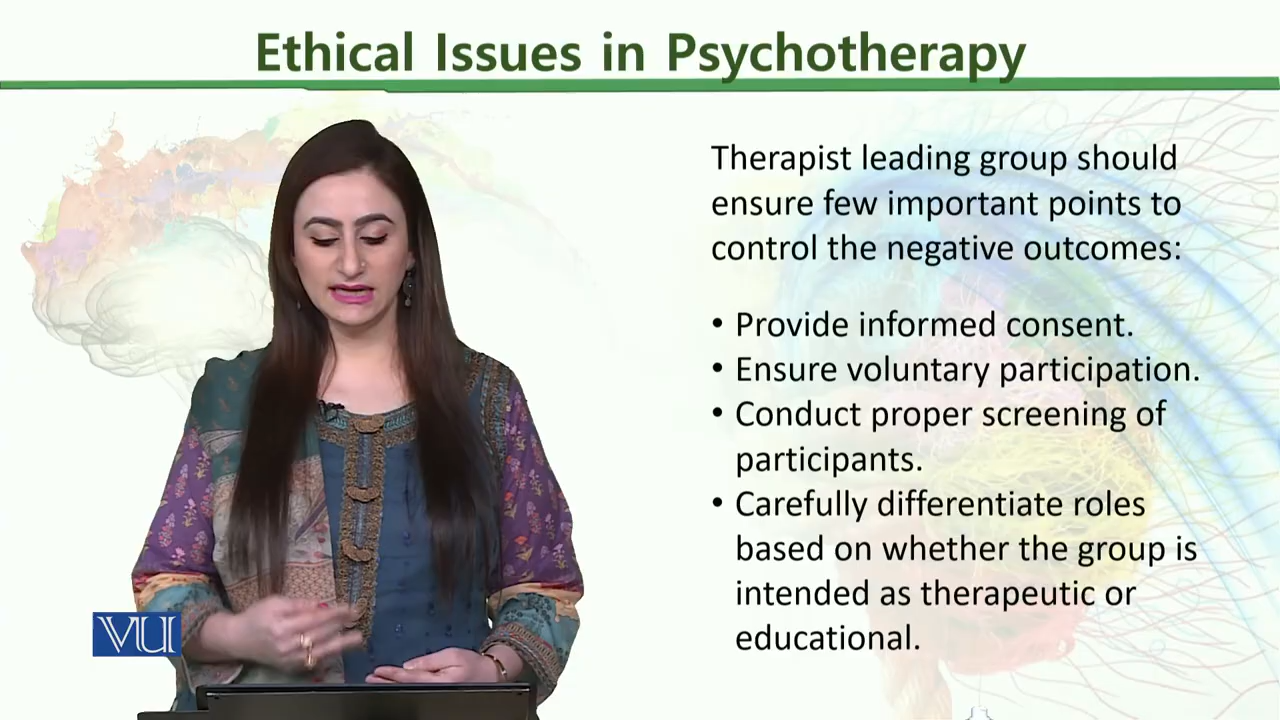 Ethical Issues in Psychotherapy
Therapist leading group should
ensure few important points to
control the negative outcomes:
• Provide informed consent.
• Ensure voluntary participation.
• Conduct proper screening of
participants.
• Carefully differentiate roles
based on whether the group is
intended as therapeutic or
educational.
VU